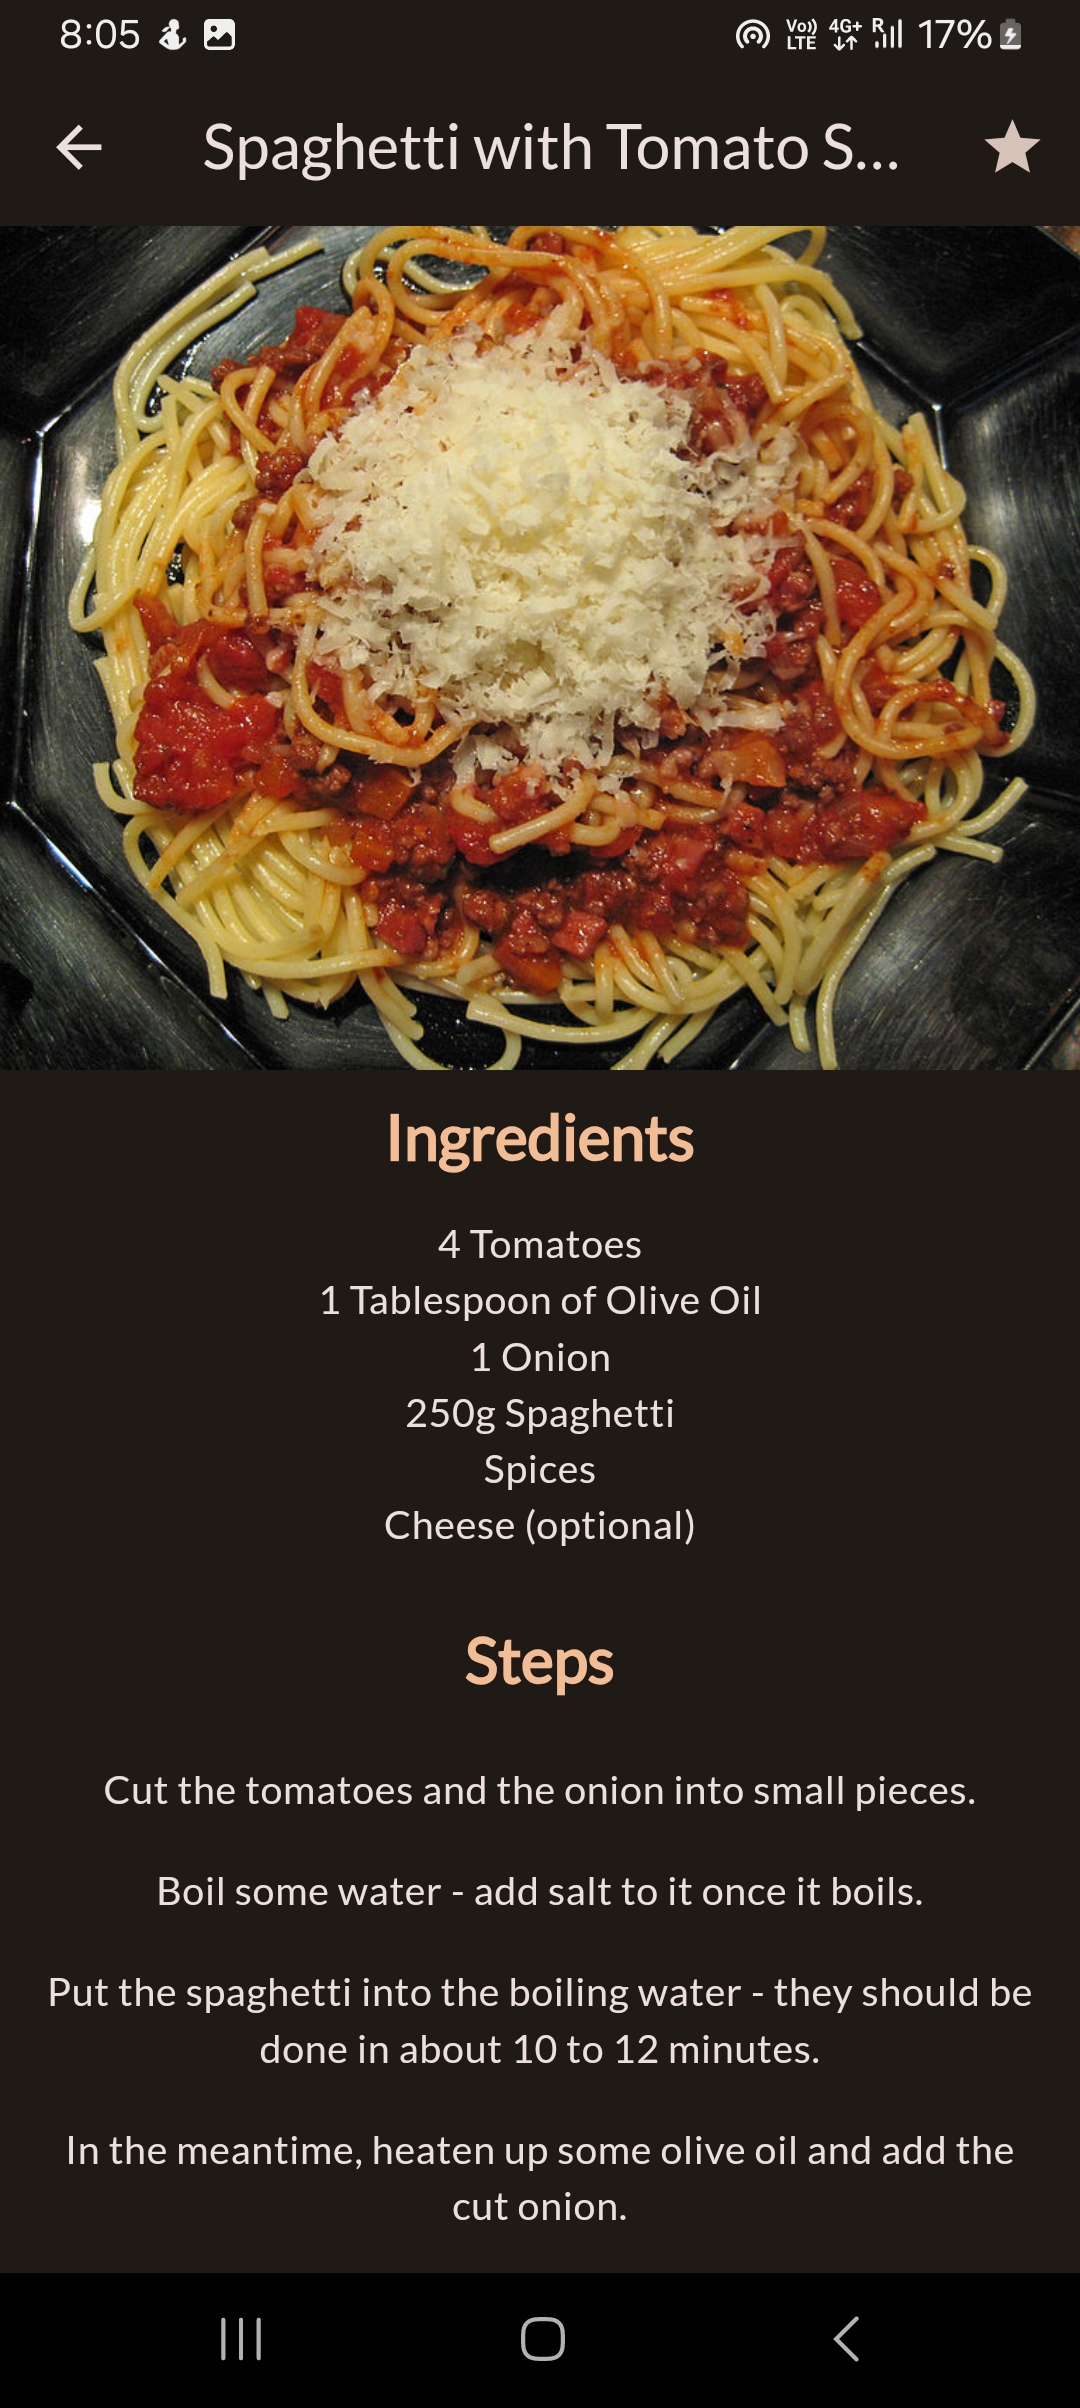 8:05
Vo)) LTE 4G+ R 17%
Spaghetti with Tomato S...
Ingredients
4 Tomatoes
1 Tablespoon of Olive Oil
1 Onion
250g Spaghetti
Spices
Cheese (optional)
Steps
Cut the tomatoes and the onion into small pieces.
Boil some water - add salt to it once it boils.
Put the spaghetti into the boiling water - they should be
done in about 10 to 12 minutes.
In the meantime, heaten up some olive oil and add the
cut onion.